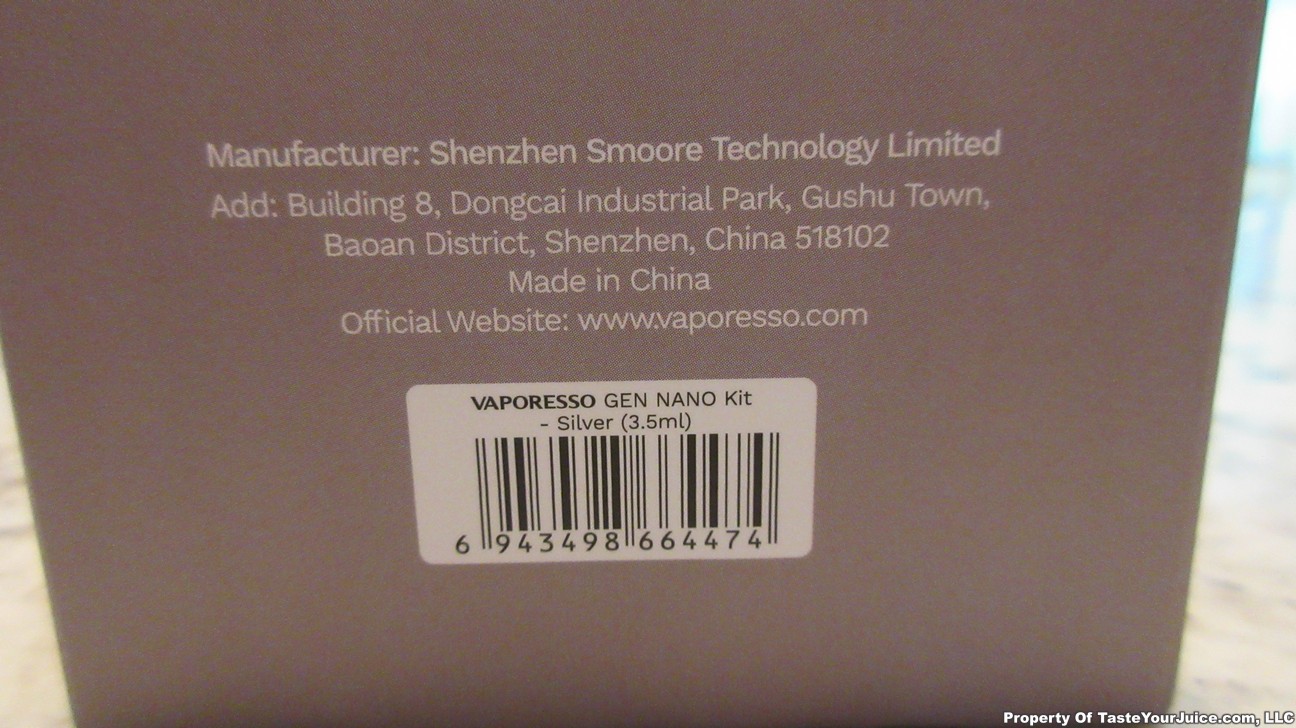 Manufacturer: Shenzhen Smoore Technology Limited
Add: Building 8, Dongcai Industrial Park, Gushu Town,
Baoan District, Shenzhen, China 518102
Made in China
Official Website: www.vaporesso.com
VAPORESSO GEN NANO Kit
- Silver (3.5ml)
6 943498 664474
Property Of TasteYourJuice.com, LLC